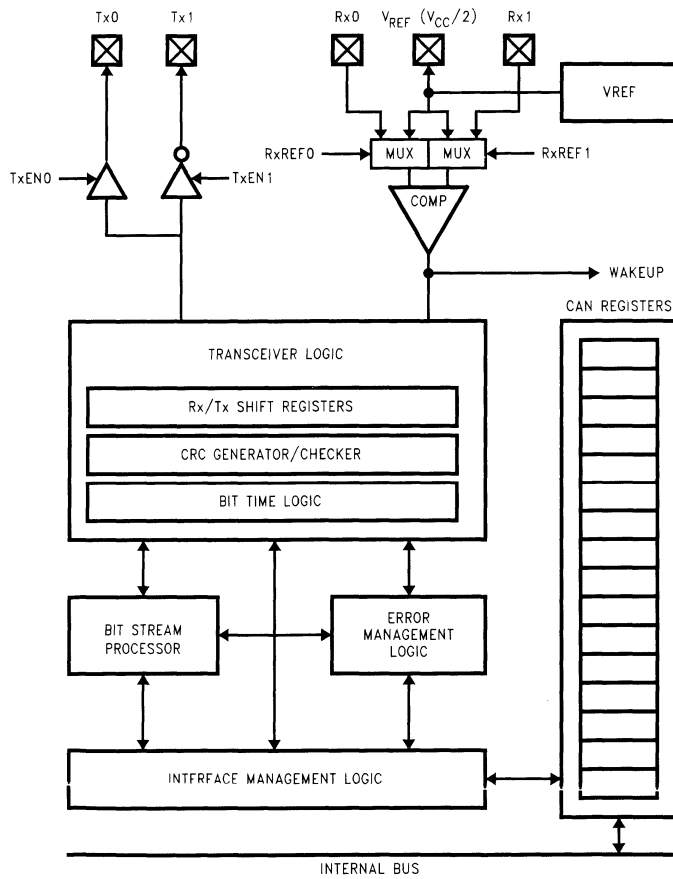 Tx0 Tx1 Rx0 VREF (VCC/2) Rx1
VREF
RxREF0 MUX MUX RxREF1
TxEN0 TxEN1
COMP
WAKEUP
CAN REGISTERS
TRANSCEIVER LOGIC
Rx/Tx SHIFT REGISTERS
CRC GENERATOR/CHECKER
BIT TIME LOGIC
BIT STREAM
PROCESSOR
ERROR
MANAGEMENT
LOGIC
INTERFACE MANAGEMENT LOGIC
INTERNAL BUS